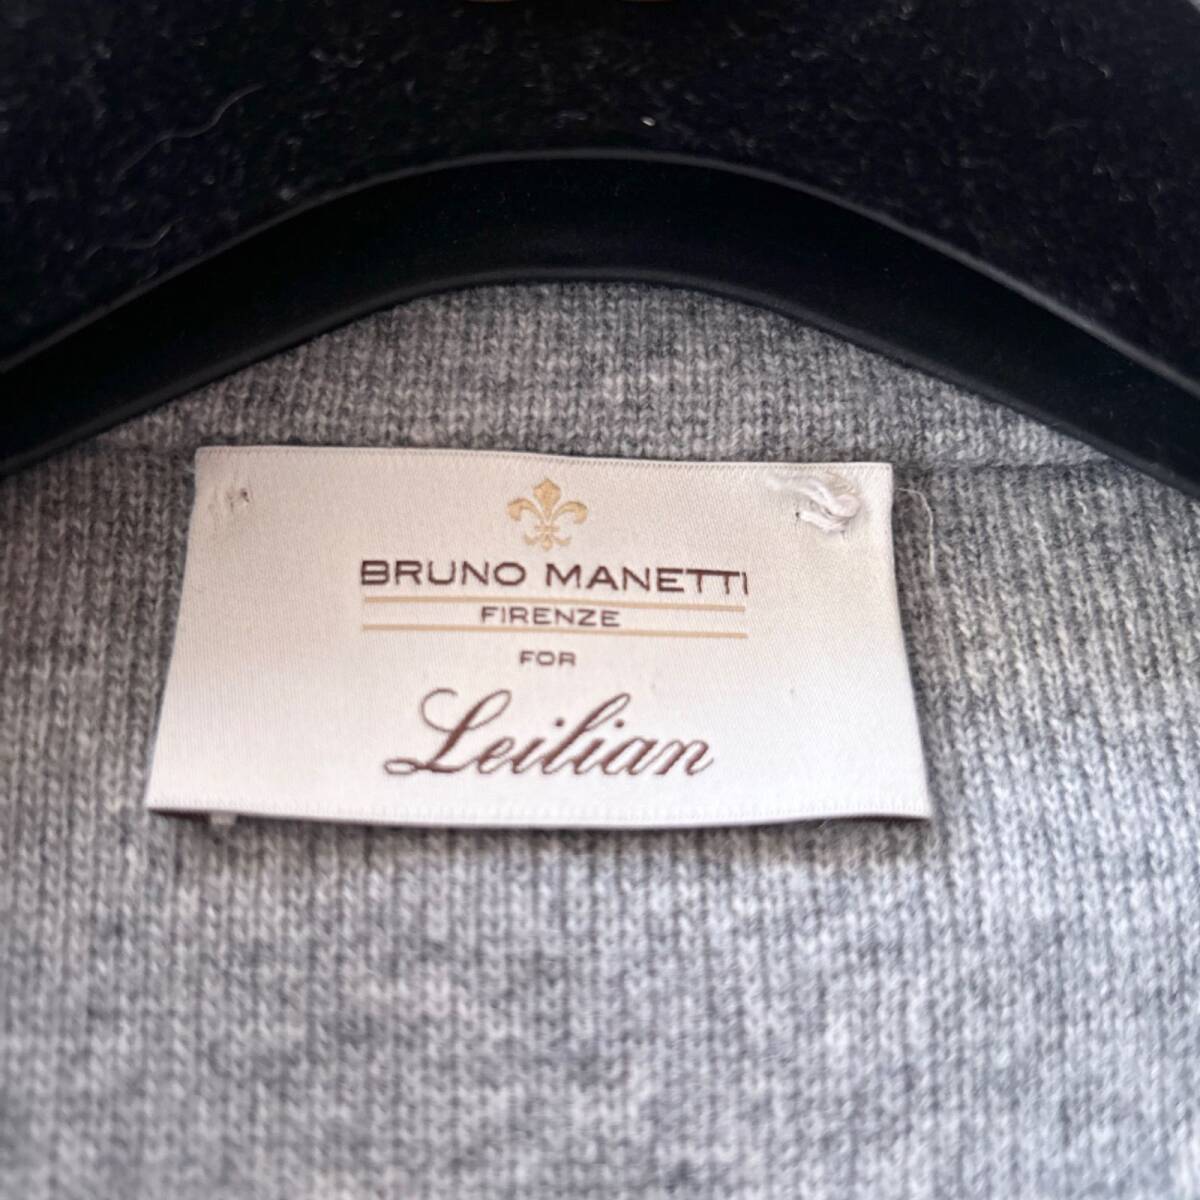 BRUNO MANETTI
FIRENZE
FOR
Leilian